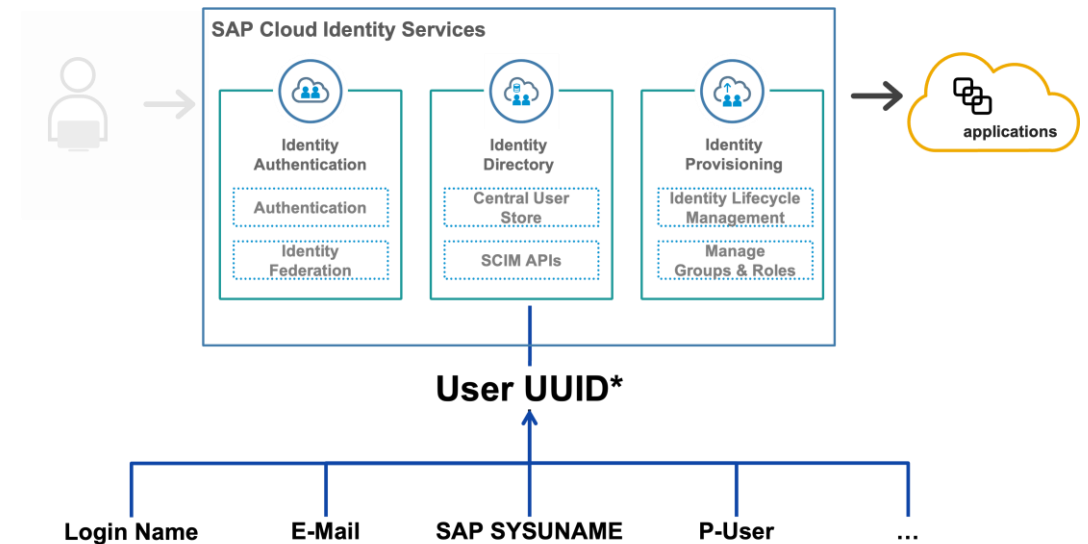 SAP Cloud Identity Services
Identity
Authentication
Authentication
Identity
Federation
Identity
Directory
Central User
Store
SCIM APIs
Identity
Provisioning
Identity Lifecycle
Management
Manage
Groups & Roles
applications
User UUID*
Login Name
E-Mail
SAP SYSUNAME
P-User
...